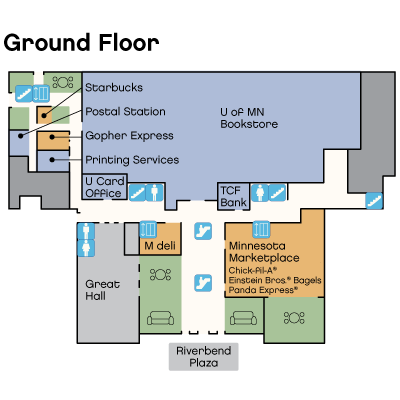 Ground Floor
Starbucks
Postal Station
Gopher Express
Printing Services
U of MN
Bookstore
U Card
Office
TCF
Bank
M deli
Minnesota
Marketplace
Chick-Fil-A®
Einstein Bros.® Bagels
Panda Express®
Great
Hall
Riverbend
Plaza